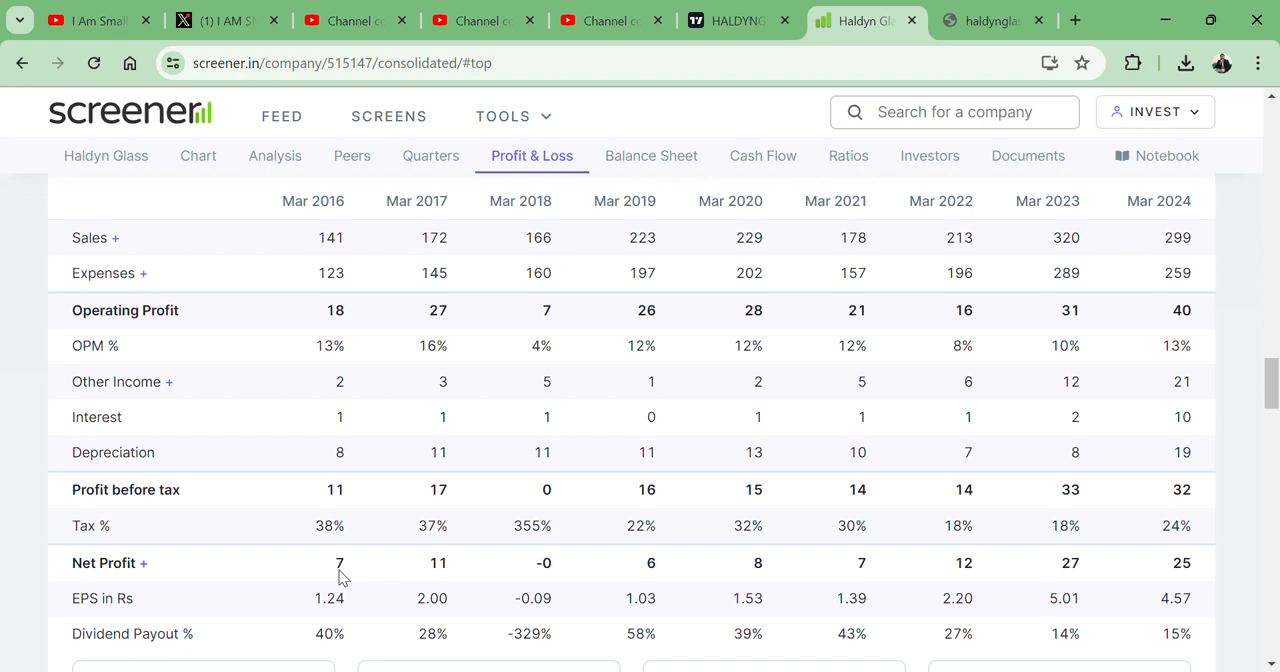 I Am Small
(1) I AM SM
Channel co
Channel co
Channel co
HALDYNG
Haldyn Gla
haldynglas
screener.in/company/515147/consolidated/#top
screener
FEED
SCREENS
TOOLS
Search for a company
INVEST
Haldyn Glass
Chart
Analysis
Peers
Quarters
Profit & Loss
Balance Sheet
Cash Flow
Ratios
Investors
Documents
Notebook
Mar 2016 Mar 2017 Mar 2018 Mar 2019 Mar 2020 Mar 2021 Mar 2022 Mar 2023 Mar 2024
Sales + 141 172 166 223 229 178 213 320 299
Expenses + 123 145 160 197 202 157 196 289 259
Operating Profit 18 27 7 26 28 21 16 31 40
OPM % 13% 16% 4% 12% 12% 12% 8% 10% 13%
Other Income + 2 3 5 1 2 5 6 12 21
Interest 1 1 1 0 1 1 1 2 10
Depreciation 8 11 11 11 13 10 7 8 19
Profit before tax 11 17 0 16 15 14 14 33 32
Tax % 38% 37% 355% 22% 32% 30% 18% 18% 24%
Net Profit + 7 11 -0 6 8 7 12 27 25
EPS in Rs 1.24 2.00 -0.09 1.03 1.53 1.39 2.20 5.01 4.57
Dividend Payout % 40% 28% -329% 58% 39% 43% 27% 14% 15%